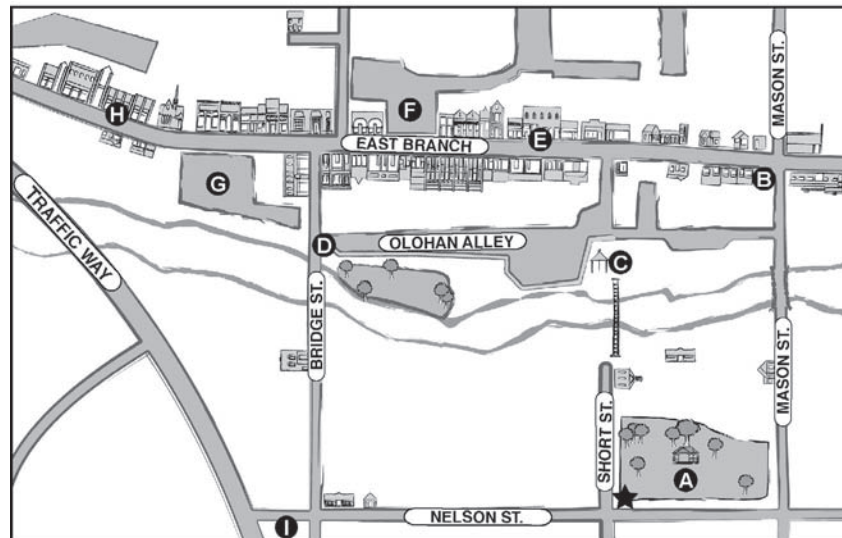 MASON ST.
F
H
E
EAST BRANCH
G
B
TRAFFIC WAY
D
OLOHAN ALLEY
C
BRIDGE ST.
MASON ST.
SHORT ST.
A
I
NELSON ST.